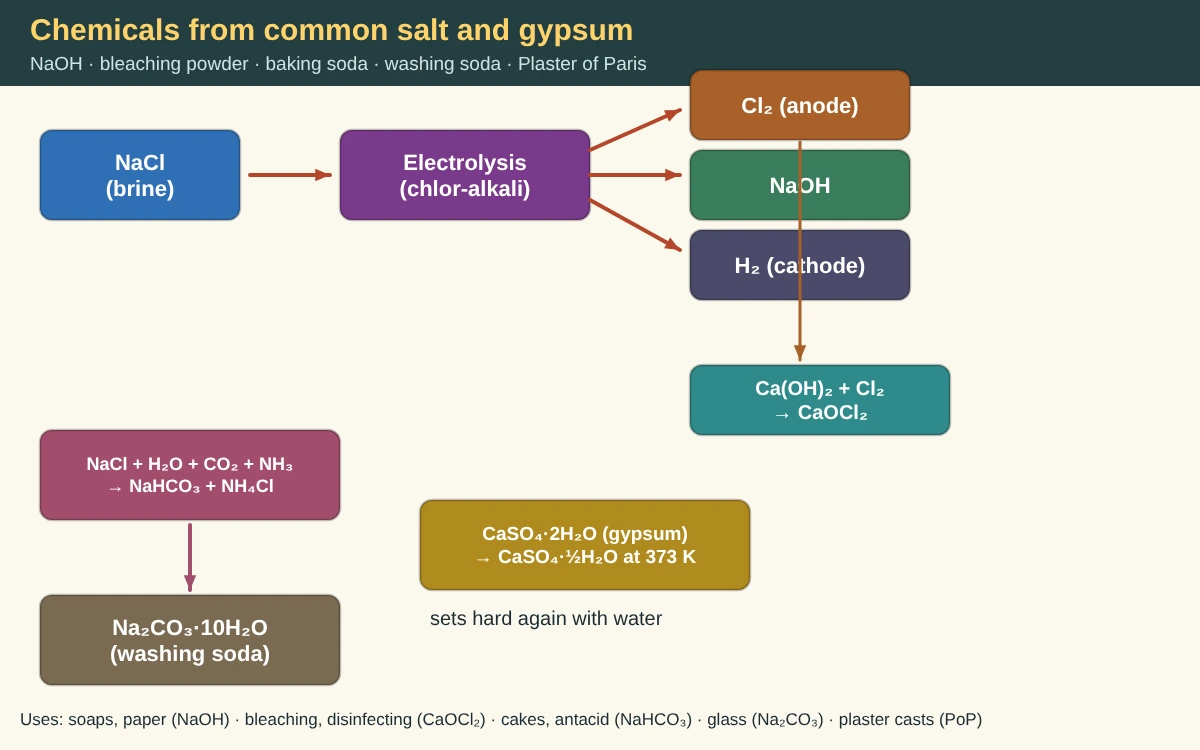 Chemicals from common salt and gypsum
NaOH · bleaching powder · baking soda · washing soda · Plaster of Paris
Cl₂ (anode)
NaCl
(brine)
Electrolysis
(chlor-alkali)
NaOH
H₂ (cathode)
Ca(OH)₂ + Cl₂
→ CaOCl₂
NaCl + H₂O + CO₂ + NH₃
→ NaHCO₃ + NH₄Cl
CaSO₄·2H₂O (gypsum)
→ CaSO₄·½H₂O at 373 K
sets hard again with water
Na₂CO₃·10H₂O
(washing soda)
Uses: soaps, paper (NaOH) · bleaching, disinfecting (CaOCl₂) · cakes, antacid (NaHCO₃) · glass (Na₂CO₃) · plaster casts (PoP)